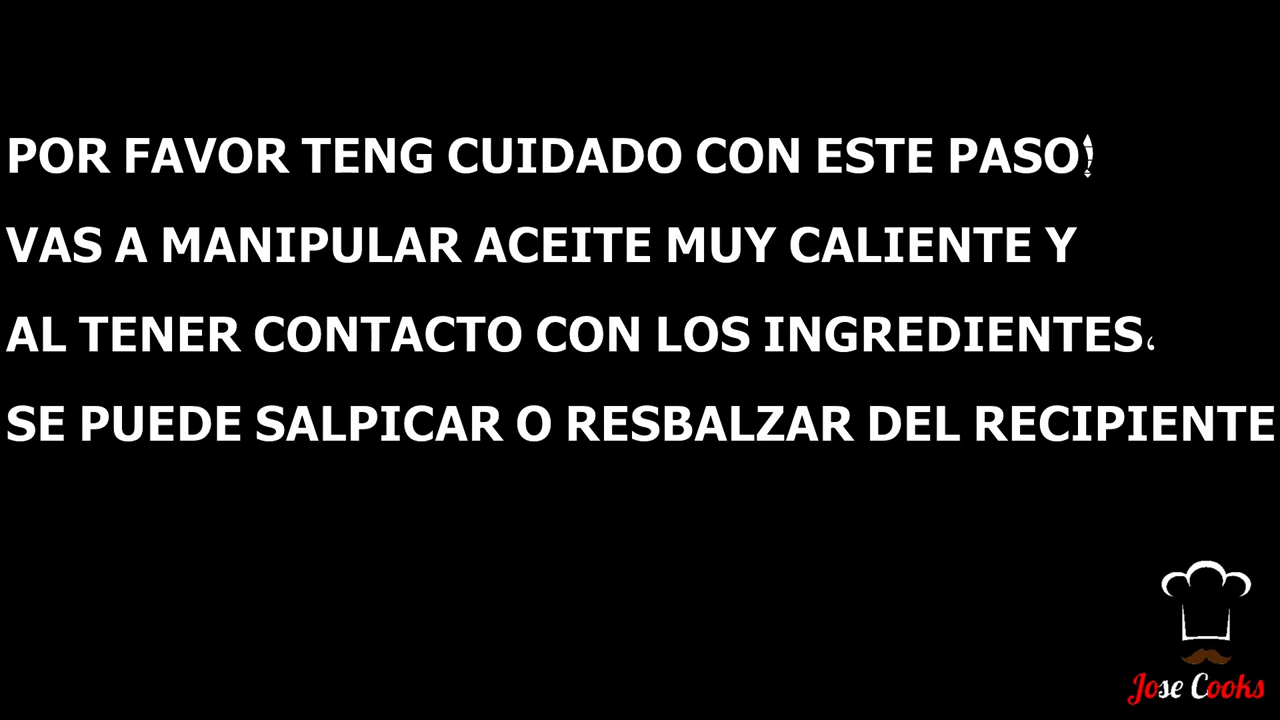 POR FAVOR TENG CUIDADO CON ESTE PASO!
VAS A MANIPULAR ACEITE MUY CALIENTE Y
AL TENER CONTACTO CON LOS INGREDIENTES,
SE PUEDE SALPICAR O RESBALZAR DEL RECIPIENTE
Jose Cooks